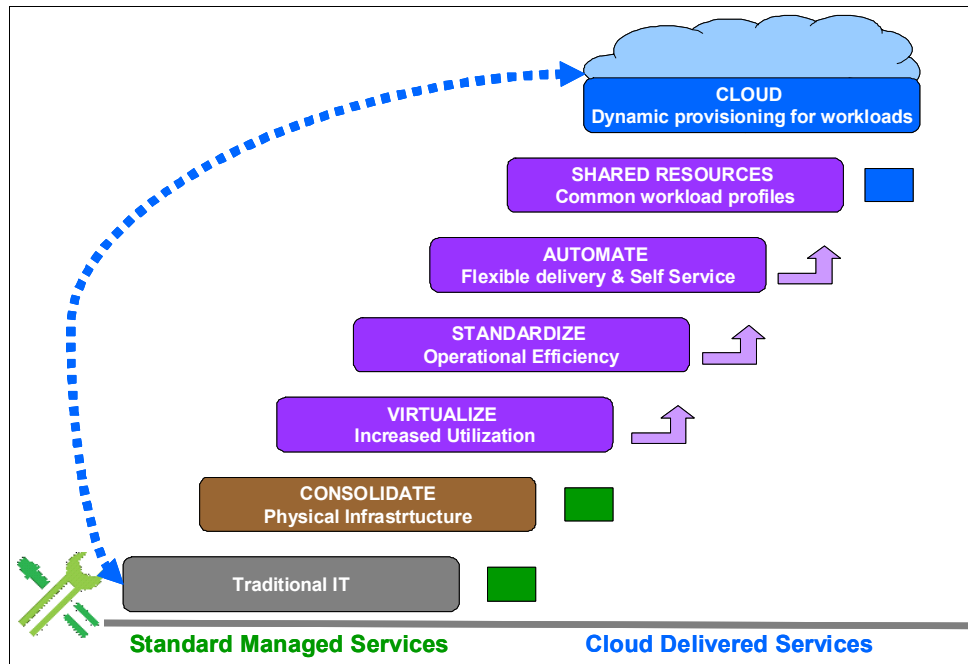 CLOUD
Dynamic provisioning for workloads
SHARED RESOURCES
Common workload profiles
AUTOMATE
Flexible delivery & Self Service
STANDARDIZE
Operational Efficiency
VIRTUALIZE
Increased Utilization
CONSOLIDATE
Physical Infrastrtucture
Traditional IT
Standard Managed Services
Cloud Delivered Services